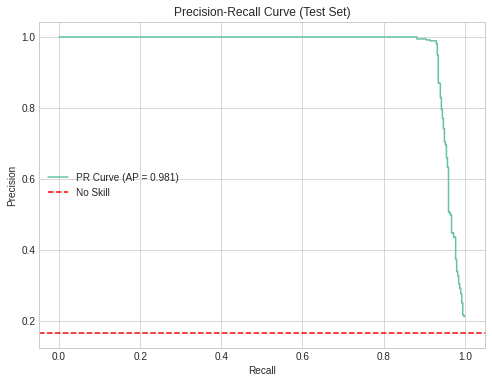 Precision-Recall Curve (Test Set)
1.0
0.8
0.6
0.4
0.2
Precision
PR Curve (AP = 0.981)
No Skill
0.0 0.2 0.4 0.6 0.8 1.0
Recall